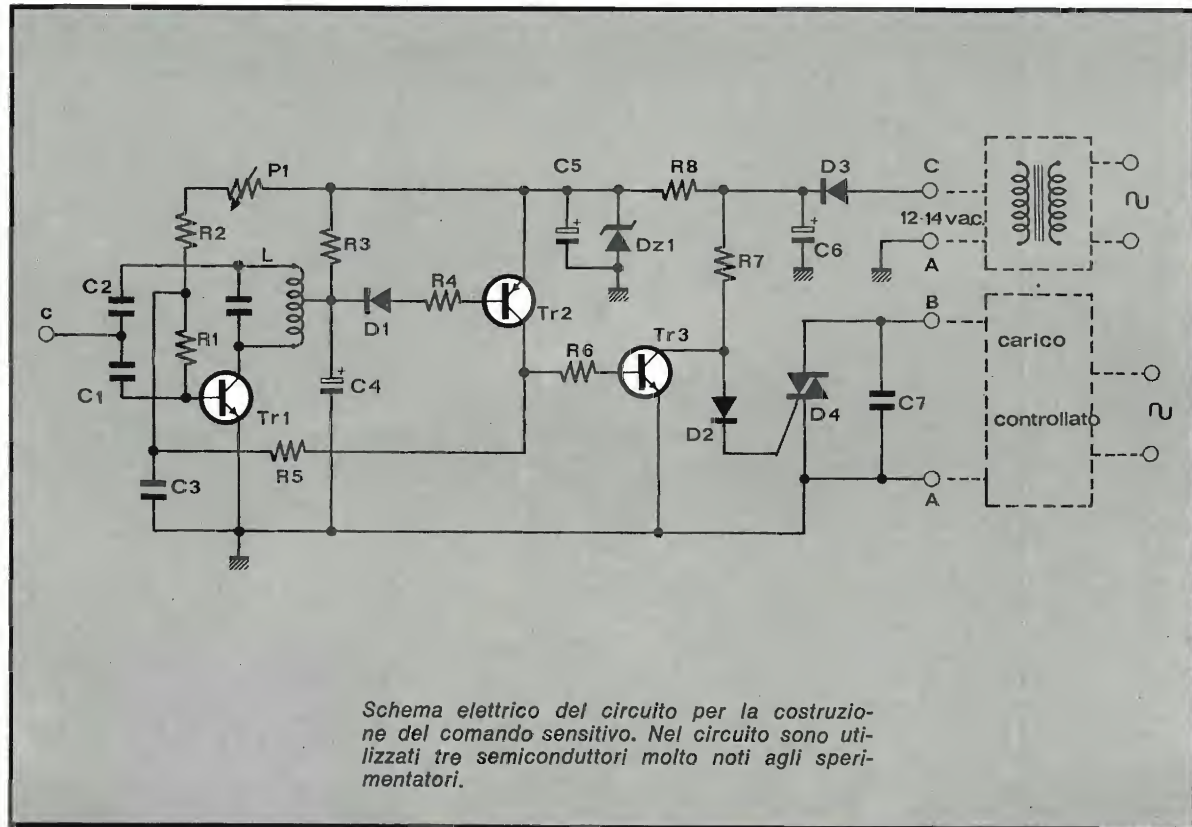 P1
C5
R8
D3
C
R2
L
R3
12-14 vac.
Dz1
C6
A
C2
R4
R7
c
D1
Tr2
B
R1
Tr3
carico
C1
R6
C4
C7
Tr1
D4
D2
controllato
R5
C3
A
Schema elettrico del circuito per la costruzio-
ne del comando sensitivo. Nel circuito sono uti-
lizzati tre semiconduttori molto noti agli speri-
mentatori.